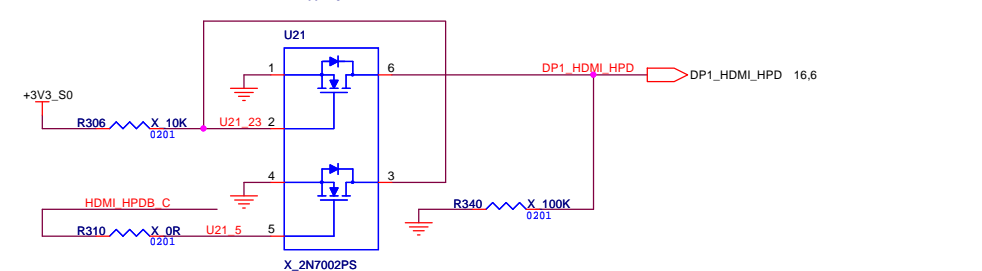 U21
1
6
DP1_HDMI_HPD
DP1_HDMI_HPD 16,6
+3V3_S0
R306
X_10K
0201
U21_23
2
4
3
HDMI_HPDB_C
R340
X_100K
0201
R310
X_0R
0201
U21_5
5
X_2N7002PS